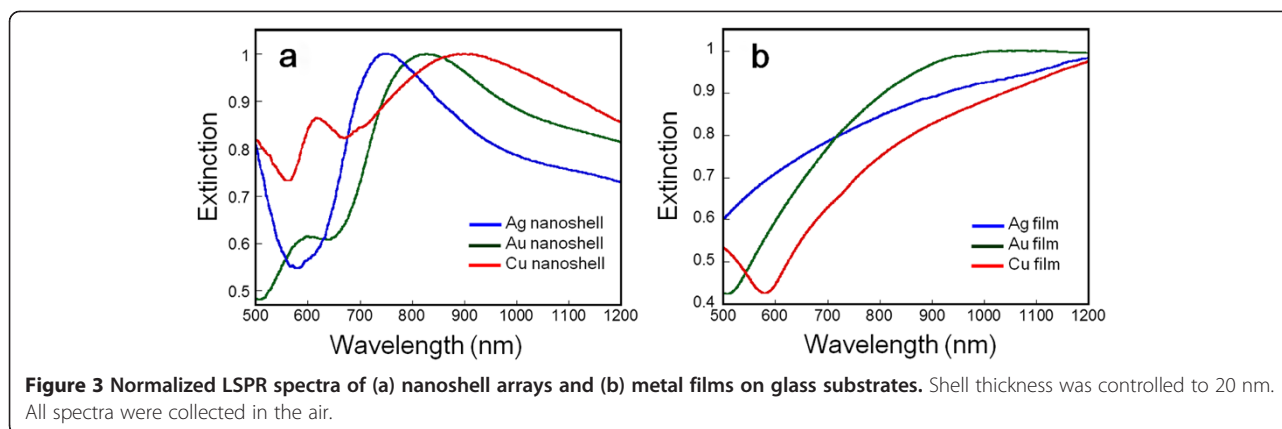 a
1
0.9
0.8
0.7
0.6
0.5
Extinction
Ag nanoshell
Au nanoshell
Cu nanoshell
500 600 700 800 900 1000 1100 1200
Wavelength (nm)
b
1
0.9
0.8
0.7
0.6
0.5
0.4
Extinction
Ag film
Au film
Cu film
500 600 700 800 900 1000 1100 1200
Wavelength (nm)
Figure 3 Normalized LSPR spectra of (a) nanoshell arrays and (b) metal films on glass substrates. Shell thickness was controlled to 20 nm.
All spectra were collected in the air.